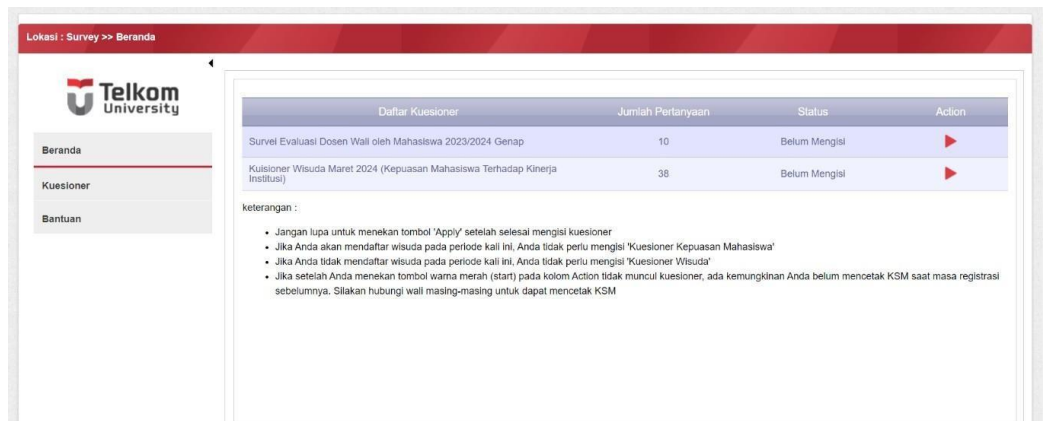 Lokasi : Survey >> Beranda
Telkom
University
Beranda
Kuesioner
Bantuan
Daftar Kuesioner Jumlah Pertanyaan Status Action
Survei Evaluasi Dosen Wali oleh Mahasiswa 2023/2024 Genap 10 Belum Mengisi
Kuisioner Wisuda Maret 2024 (Kepuasan Mahasiswa Terhadap Kinerja
Institusi) 38 Belum Mengisi
keterangan :
• Jangan lupa untuk menekan tombol 'Apply' setelah selesai mengisi kuesioner
• Jika Anda akan mendaftar wisuda pada periode kali ini, Anda tidak perlu mengisi 'Kuesioner Kepuasan Mahasiswa'
• Jika Anda tidak mendaftar wisuda pada periode kali ini, Anda tidak perlu mengisi 'Kuesioner Wisuda'
• Jika setelah Anda menekan tombol warna merah (start) pada kolom Action tidak muncul kuesioner, ada kemungkinan Anda belum mencetak KSM saat masa registrasi
sebelumnya. Silakan hubungi wali masing-masing untuk dapat mencetak KSM